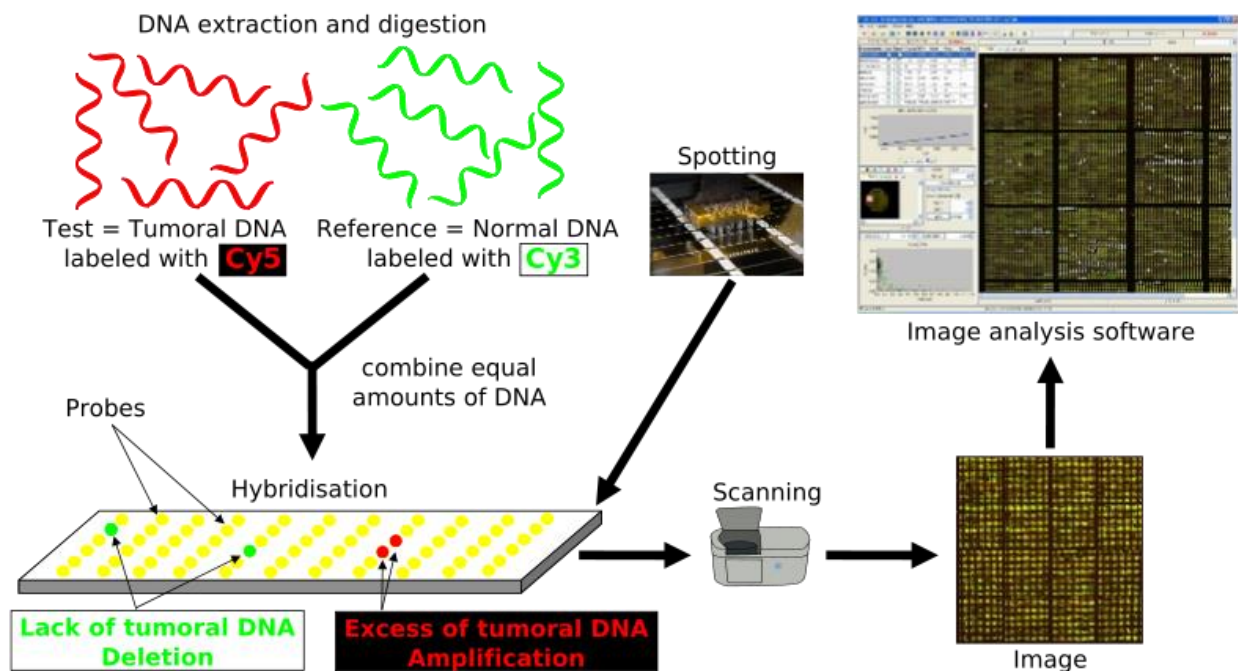 DNA extraction and digestion
Test = Tumoral DNA
labeled with Cy5
Reference = Normal DNA
labeled with Cy3
Spotting
Image analysis software
combine equal
amounts of DNA
Probes
Hybridisation
Scanning
Lack of tumoral DNA
Deletion
Excess of tumoral DNA
Amplification
Image